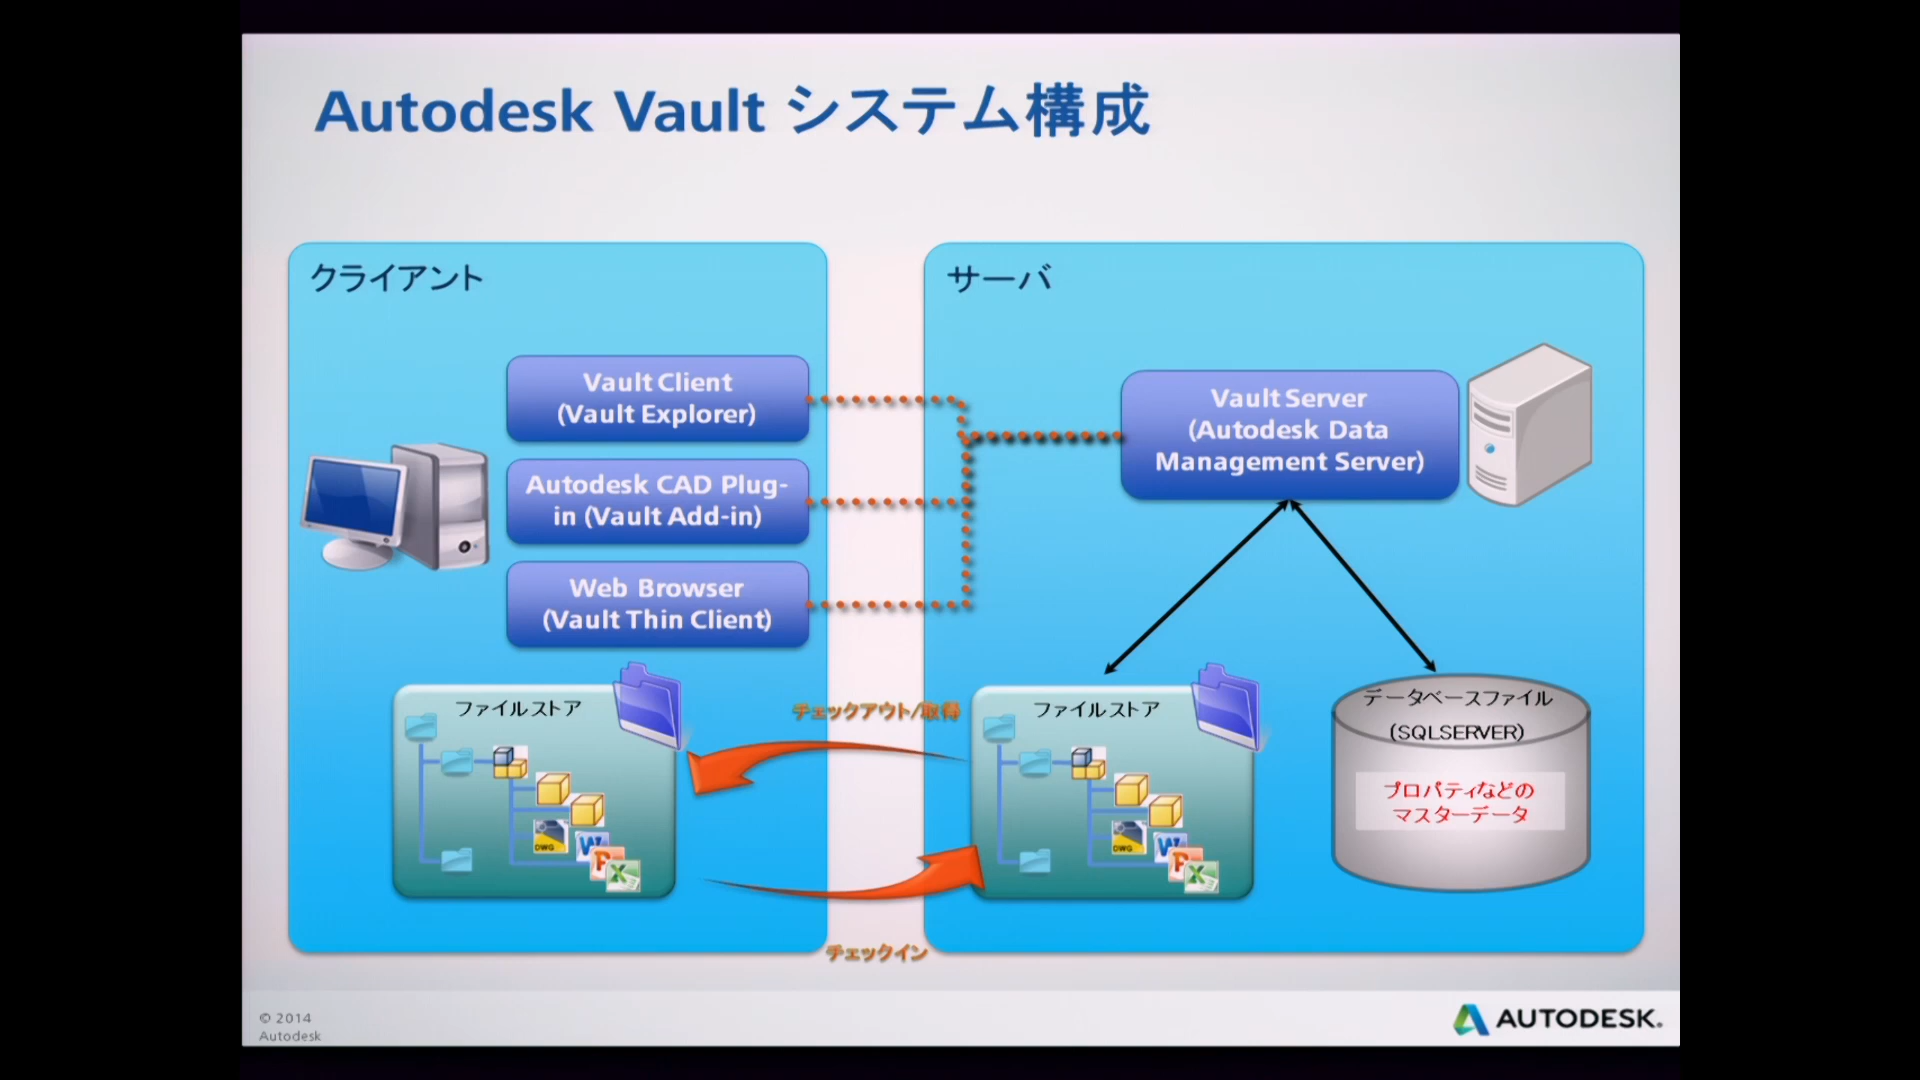 Autodesk Vault システム構成
クライアント
Vault Client
(Vault Explorer)
Autodesk CAD Plug-
in (Vault Add-in)
Web Browser
(Vault Thin Client)
ファイルストア
DWG
チェックアウト/取得
チェックイン
サーバ
Vault Server
(Autodesk Data
Management Server)
ファイルストア
DWG
データベースファイル
(SQLSERVER)
プロパティなどの
マスターデータ
© 2014
Autodesk
AUTODESK.